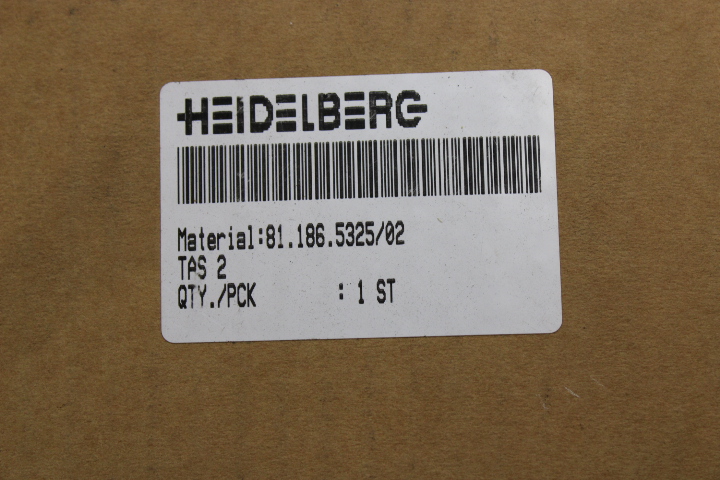 HEIDELBERG
Material:81.186.5325/02
TAS 2
QTY./PCK : 1 ST